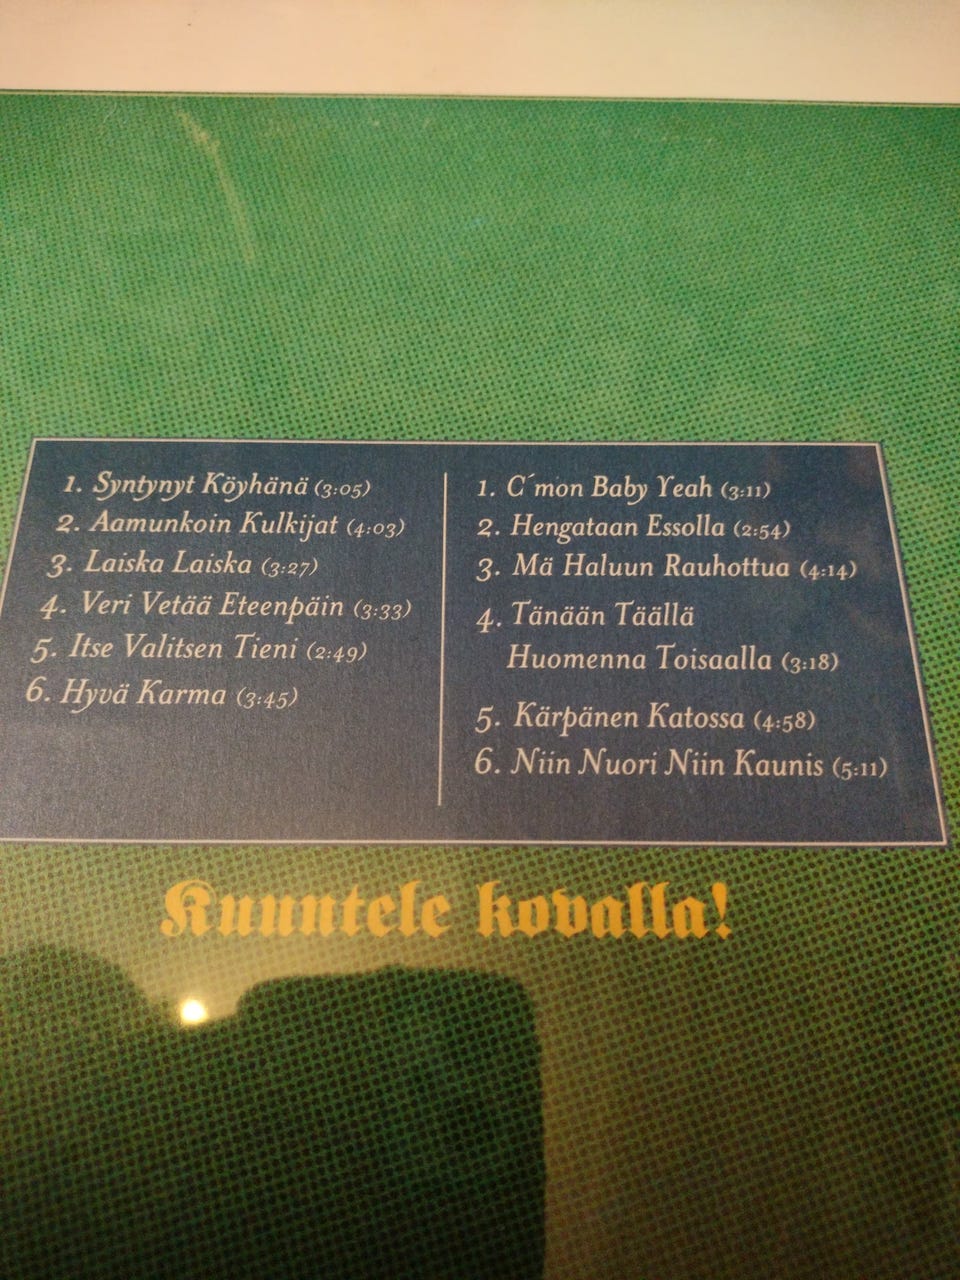 1. Syntynyt Köyhänä (3:05)
2. Aamunkoin Kulkijat (4:03)
3. Laiska Laiska (3:27)
4. Veri Vetää Eteenpäin (3:33)
5. Itse Valitsen Tieni (2:49)
6. Hyvä Karma (3:45)
1. C´mon Baby Yeah (3:11)
2. Hengataan Essolla (2:54)
3. Mä Haluun Rauhottua (4:14)
4. Tänään Täällä
Huomenna Toisaalla (3:18)
5. Kärpänen Katossa (4:58)
6. Niin Nuori Niin Kaunis (5:11)
Kuuntele kovalla!